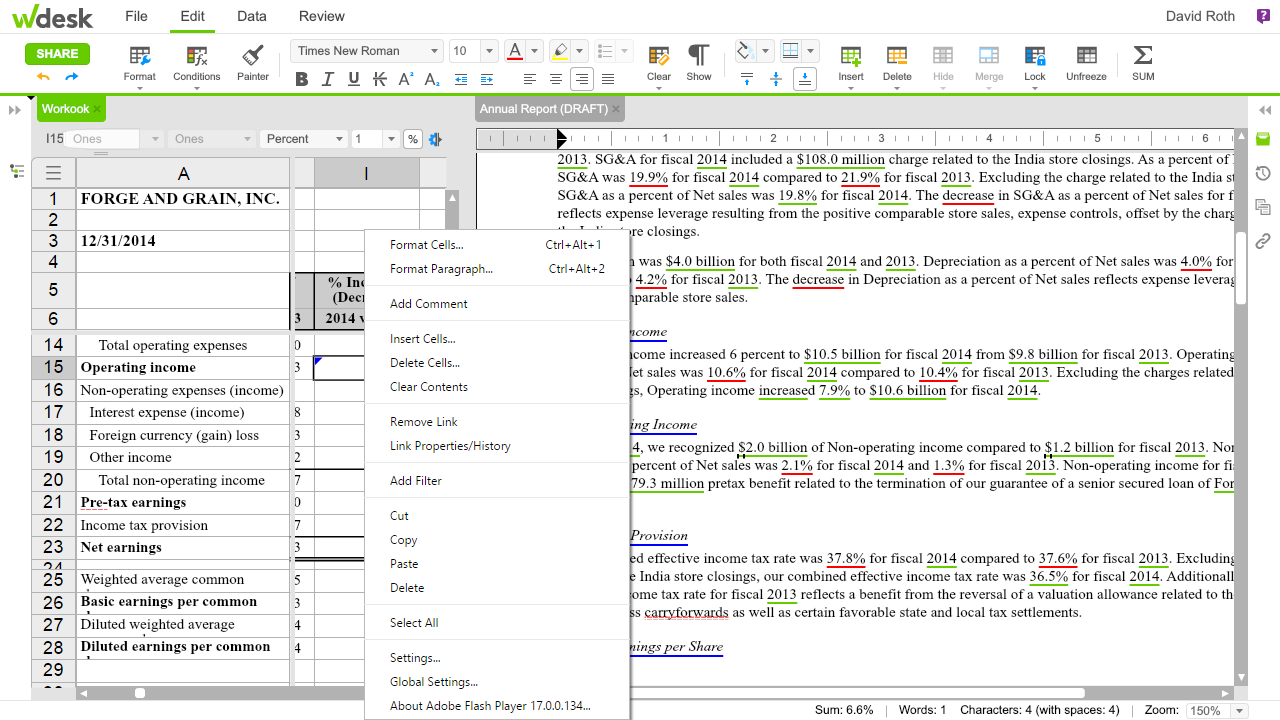 wdesk
File Edit Data Review
David Roth
SHARE
Times New Roman 10
Format Conditions Painter
B I U K A A
Clear Show
Insert Delete Hide Merge Lock Unfreeze SUM
Workook
Annual Report (DRAFT)
I15 Ones Ones Percent 1 %
1 2 3 4 5 6
A I
1 FORGE AND GRAIN, INC.
2
3 12/31/2014
4
5 % Inc
(Decr
6 3 2014 v
14 Total operating expenses 0
15 Operating income 3
16 Non-operating expenses (income)
17 Interest expense (income) 8
18 Foreign currency (gain) loss 3
19 Other income 2
20 Total non-operating income 7
21 Pre-tax earnings 0
22 Income tax provision 7
23 Net earnings 3
24
25 Weighted average common 5
26 Basic earnings per common 3
27 Diluted weighted average 4
28 Diluted earnings per common 4
29
Format Cells... Ctrl+Alt+1
Format Paragraph... Ctrl+Alt+2
Add Comment
Insert Cells...
Delete Cells...
Clear Contents
Remove Link
Link Properties/History
Add Filter
Cut
Copy
Paste
Delete
Select All
Settings...
Global Settings...
About Adobe Flash Player 17.0.0.134...
2013. SG&A for fiscal 2014 included a $108.0 million charge related to the India store closings. As a percent of
SG&A was 19.9% for fiscal 2014 compared to 21.9% for fiscal 2013. Excluding the charge related to the India st
SG&A as a percent of Net sales was 19.8% for fiscal 2014. The decrease in SG&A as a percent of Net sales for f
reflects expense leverage resulting from the positive comparable store sales, expense controls, offset by the charg
re closings.
n was $4.0 billion for both fiscal 2014 and 2013. Depreciation as a percent of Net sales was 4.0% for
4.2% for fiscal 2013. The decrease in Depreciation as a percent of Net sales reflects expense leverag
parable store sales.
ncome
ncome increased 6 percent to $10.5 billion for fiscal 2014 from $9.8 billion for fiscal 2013. Operating
et sales was 10.6% for fiscal 2014 compared to 10.4% for fiscal 2013. Excluding the charges related
s, Operating income increased 7.9% to $10.6 billion for fiscal 2014.
ing Income
4, we recognized $2.0 billion of Non-operating income compared to $1.2 billion for fiscal 2013. Non
percent of Net sales was 2.1% for fiscal 2014 and 1.3% for fiscal 2013. Non-operating income for fi
79.3 million pretax benefit related to the termination of our guarantee of a senior secured loan of For
Provision
ed effective income tax rate was 37.8% for fiscal 2014 compared to 37.6% for fiscal 2013. Excluding
e India store closings, our combined effective income tax rate was 36.5% for fiscal 2014. Additionall
ome tax rate for fiscal 2013 reflects a benefit from the reversal of a valuation allowance related to the
ss carryforwards as well as certain favorable state and local tax settlements.
nings per Share
Sum: 6.6% Words: 1 Characters: 4 (with spaces: 4) Zoom: 150%